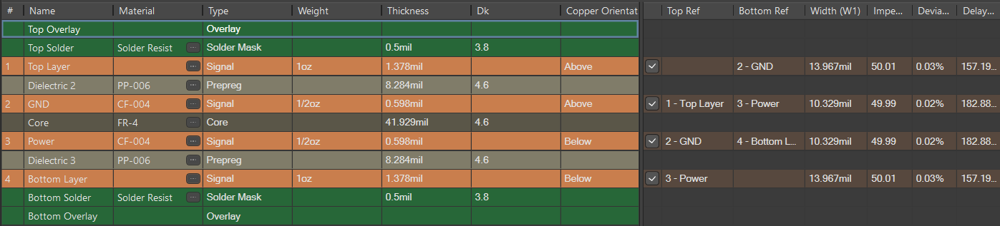 # Name Material Type Weight Thickness Dk Copper Orientat Top Ref Bottom Ref Width (W1) Impe... Devia... Delay...
Top Overlay Overlay
Top Solder Solder Resist ... Solder Mask 0.5mil 3.8
1 Top Layer ... Signal 1oz 1.378mil Above 2 - GND 13.967mil 50.01 0.03% 157.19...
Dielectric 2 PP-006 ... Prepreg 8.284mil 4.6
2 GND CF-004 ... Signal 1/2oz 0.598mil Above 1 - Top Layer 3 - Power 10.329mil 49.99 0.02% 182.88...
Core FR-4 ... Core 41.929mil 4.6
3 Power CF-004 ... Signal 1/2oz 0.598mil Below 2 - GND 4 - Bottom L... 10.329mil 49.99 0.02% 182.88...
Dielectric 3 PP-006 ... Prepreg 8.284mil 4.6
4 Bottom Layer ... Signal 1oz 1.378mil Below 3 - Power 13.967mil 50.01 0.03% 157.19...
Bottom Solder Solder Resist ... Solder Mask 0.5mil 3.8
Bottom Overlay Overlay